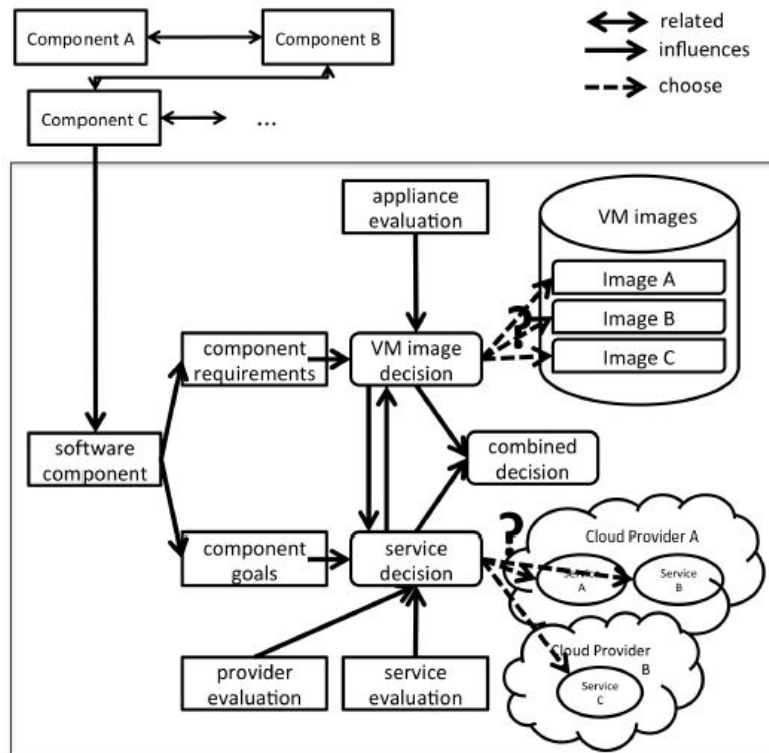 Component A
Component B
related
influences
choose
Component C
...
appliance
evaluation
VM images
Image A
?
Image B
Image C
component
requirements
VM image
decision
software
component
combined
decision
component
goals
service
decision
?
Cloud Provider A
Service
A
Service
B
provider
evaluation
service
evaluation
Cloud Provider
B
Service
C